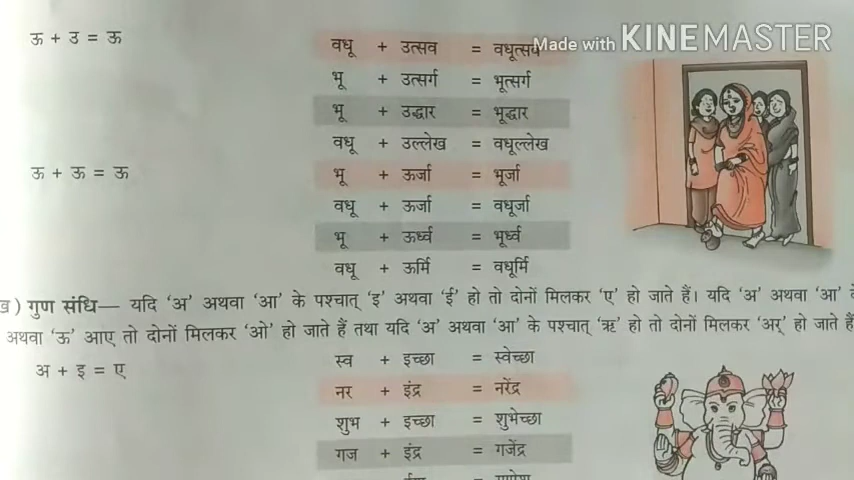 Made with KINEMASTER
ऊ + उ = ऊ
वधू + उत्सव = वधूत्सव
भू + उत्सर्ग = भूत्सर्ग
भू + उद्धार = भूद्धार
वधू + उल्लेख = वधूल्लेख
ऊ + ऊ = ऊ
भू + ऊर्जा = भूर्जा
वधू + ऊर्जा = वधूर्जा
भू + ऊर्ध्व = भूर्ध्व
वधू + ऊर्मि = वधूर्मि
ख) गुण संधि— यदि 'अ' अथवा 'आ' के पश्चात् 'इ' अथवा 'ई' हो तो दोनों मिलकर 'ए' हो जाते हैं। यदि 'अ' अथवा 'आ'
अथवा 'ऊ' आए तो दोनों मिलकर 'ओ' हो जाते हैं तथा यदि 'अ' अथवा 'आ' के पश्चात् 'ऋ' हो तो दोनों मिलकर 'अर्' हो जाते हैं
स्व + इच्छा = स्वेच्छा
अ + इ = ए
नर + इंद्र = नरेंद्र
शुभ + इच्छा = शुभेच्छा
गज + इंद्र = गजेंद्र